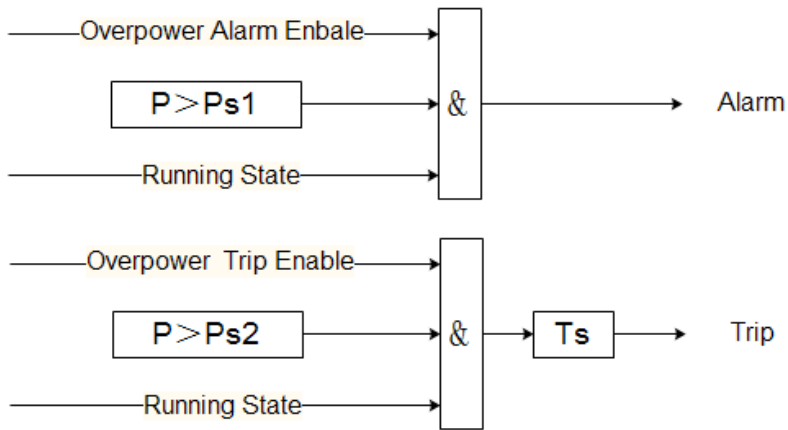 Overpower Alarm Enbale
P＞Ps1
&
Alarm
Running State
Overpower Trip Enable
P＞Ps2
&
Ts
Trip
Running State